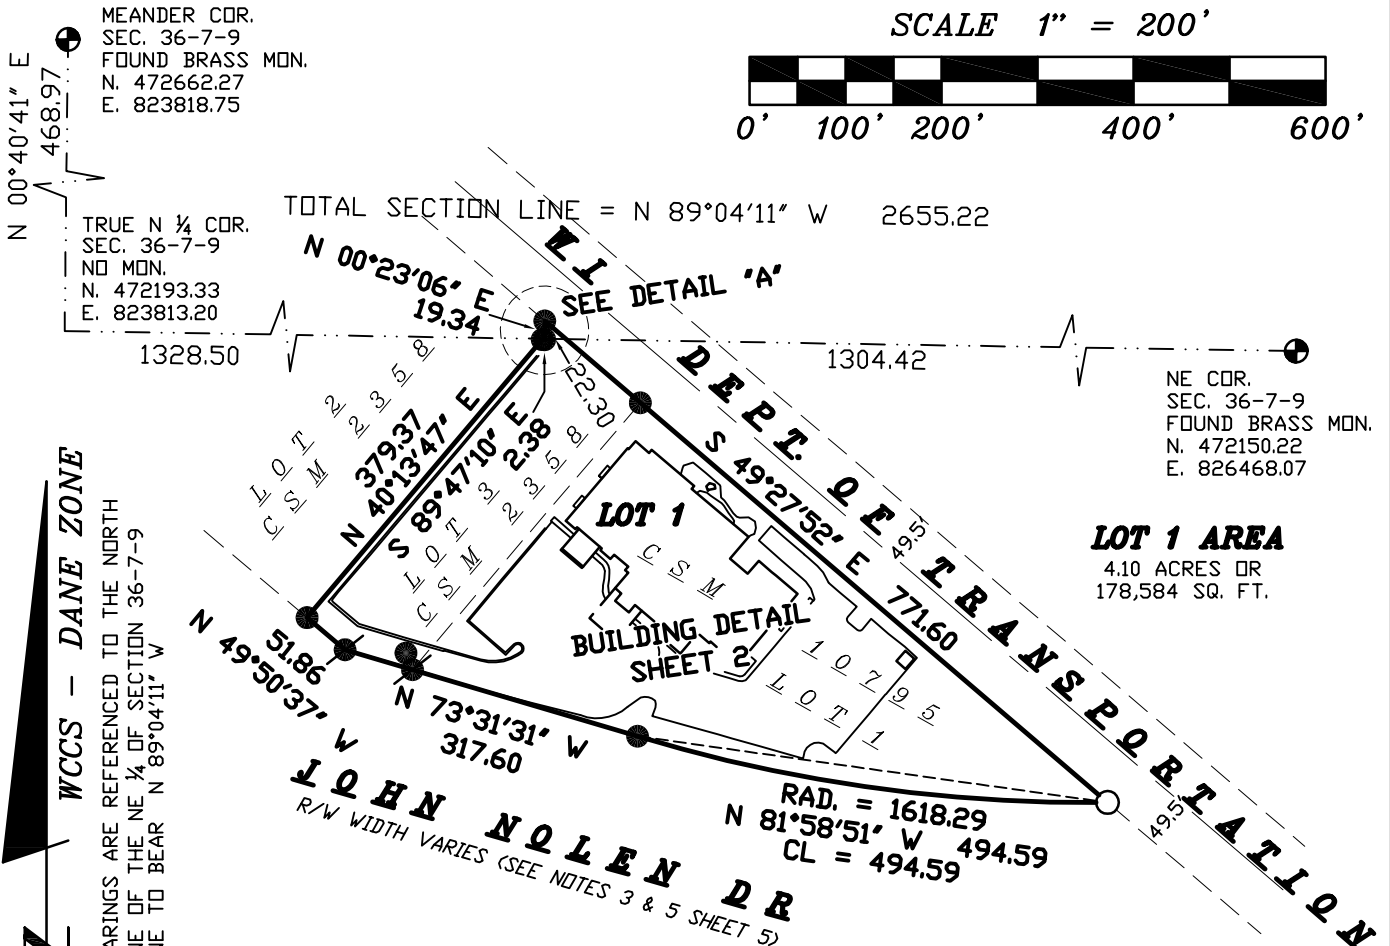 MEANDER COR.
SEC. 36-7-9
FOUND BRASS MON.
N. 472662.27
E. 823818.75
N 00°40'41" E
468.97
SCALE 1" = 200'
0' 100' 200' 400' 600'
TOTAL SECTION LINE = N 89°04'11" W 2655.22
TRUE N ¼ COR.
SEC. 36-7-9
NO MON.
N. 472193.33
E. 823813.20
N 00°23'06" E
19.34
SEE DETAIL "A"
1328.50
1304.42
NE COR.
SEC. 36-7-9
FOUND BRASS MON.
N. 472150.22
E. 826468.07
WI DEPT. OF TRANSPORTATION
49.5'
49.5'
22.30
LOT 2
CSM 2358
379.37
N 40°13'47" E
S 89°47'10" E
2.38
LOT 3
CSM 2358
S 49°27'52" E 771.60
LOT 1
CSM 10795
LOT 1
BUILDING DETAIL
SHEET 2
LOT 1 AREA
4.10 ACRES OR
178,584 SQ. FT.
51.86
N 49°50'37" W
N 73°31'31" W
317.60
RAD. = 1618.29
N 81°58'51" W 494.59
CL = 494.59
JOHN NOLEN DR
R/W WIDTH VARIES (SEE NOTES 3 & 5 SHEET 5)
WCCS - DANE ZONE
ARINGS ARE REFERENCED TO THE NORTH
NE OF THE NE ¼ OF SECTION 36-7-9
NE TO BEAR N 89°04'11" W